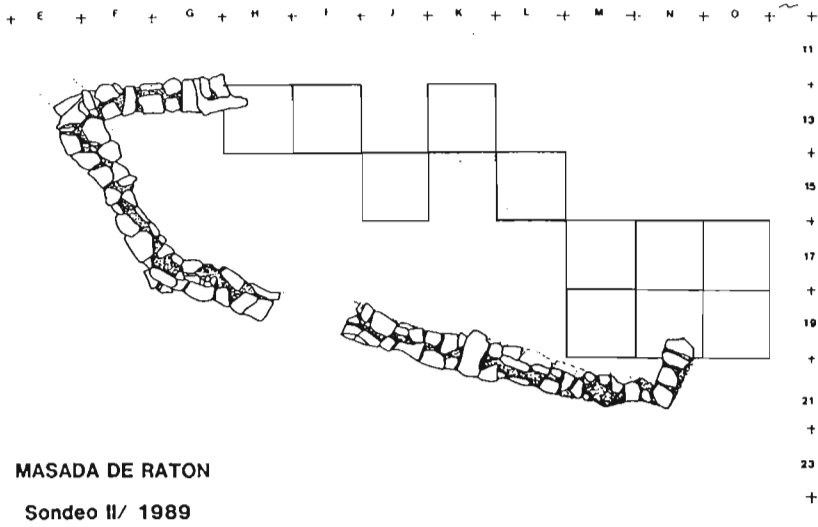 E F G H I J K L M N O
11
13
15
17
19
21
23
MASADA DE RATON
Sondeo II/ 1989